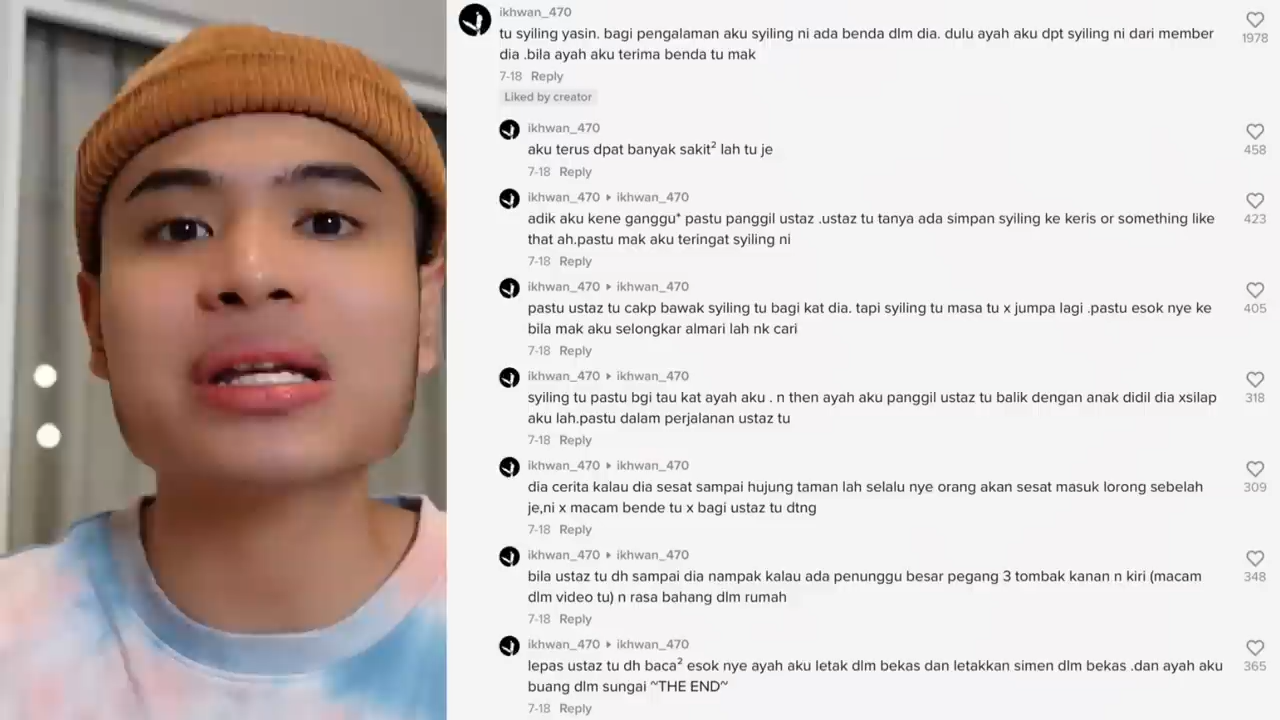 ikhwan_470
tu syiling yasin. bagi pengalaman aku syiling ni ada benda dlm dia. dulu ayah aku dpt syiling ni dari member
dia .bila ayah aku terima benda tu mak
7-18 Reply
1978
Liked by creator
ikhwan_470
aku terus dpat banyak sakit² lah tu je
7-18 Reply
458
ikhwan_470 ▸ ikhwan_470
adik aku kene ganggu* pastu panggil ustaz .ustaz tu tanya ada simpan syiling ke keris or something like
that ah.pastu mak aku teringat syiling ni
7-18 Reply
423
ikhwan_470 ▸ ikhwan_470
pastu ustaz tu cakp bawak syiling tu bagi kat dia. tapi syiling tu masa tu x jumpa lagi .pastu esok nye ke
bila mak aku selongkar almari lah nk cari
7-18 Reply
405
ikhwan_470 ▸ ikhwan_470
syiling tu pastu bgi tau kat ayah aku . n then ayah aku panggil ustaz tu balik dengan anak didil dia xsilap
aku lah.pastu dalam perjalanan ustaz tu
7-18 Reply
318
ikhwan_470 ▸ ikhwan_470
dia cerita kalau dia sesat sampai hujung taman lah selalu nye orang akan sesat masuk lorong sebelah
je,ni x macam bende tu x bagi ustaz tu dtng
7-18 Reply
309
ikhwan_470 ▸ ikhwan_470
bila ustaz tu dh sampai dia nampak kalau ada penunggu besar pegang 3 tombak kanan n kiri (macam
dlm video tu) n rasa bahang dlm rumah
7-18 Reply
348
ikhwan_470 ▸ ikhwan_470
lepas ustaz tu dh baca² esok nye ayah aku letak dlm bekas dan letakkan simen dlm bekas .dan ayah aku
buang dlm sungai ~THE END~
7-18 Reply
365